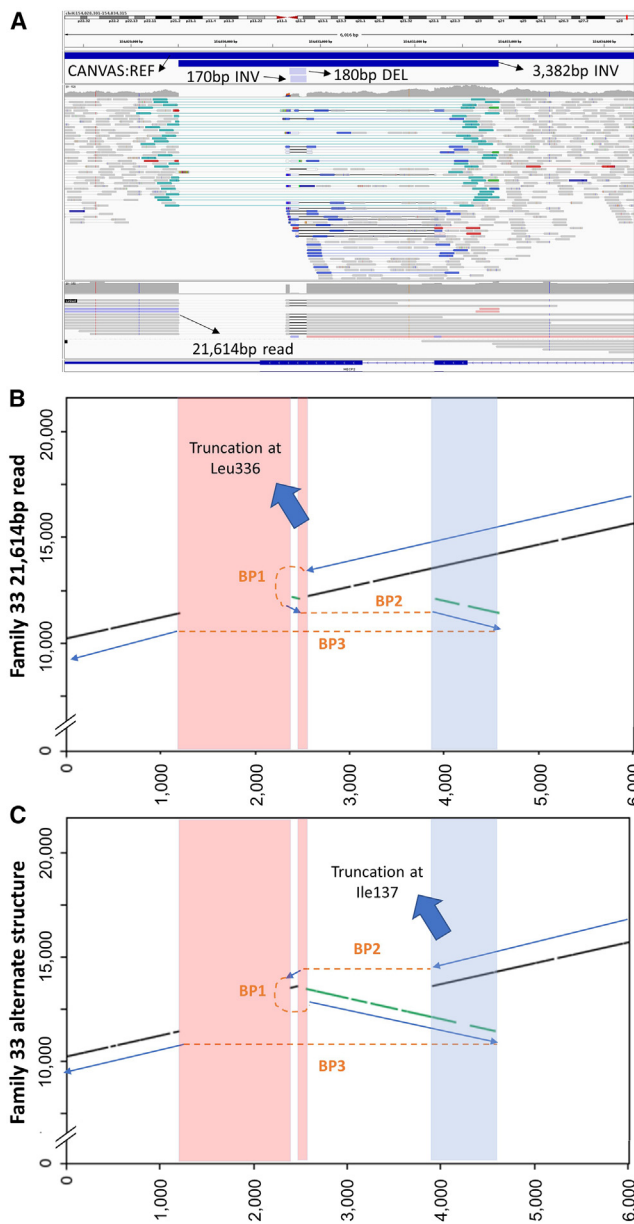 A
6,016 bp
CANVAS:REF
170bp INV
180bp DEL
3,382bp INV
21,614bp read
MECP2
B
Family 33 21,614bp read
20,000
15,000
10,000
0
Truncation at
Leu336
BP1
BP2
BP3
0
1,000
2,000
3,000
4,000
5,000
6,000
C
Family 33 alternate structure
20,000
15,000
10,000
0
Truncation at
Ile137
BP2
BP1
BP3
0
1,000
2,000
3,000
4,000
5,000
6,000